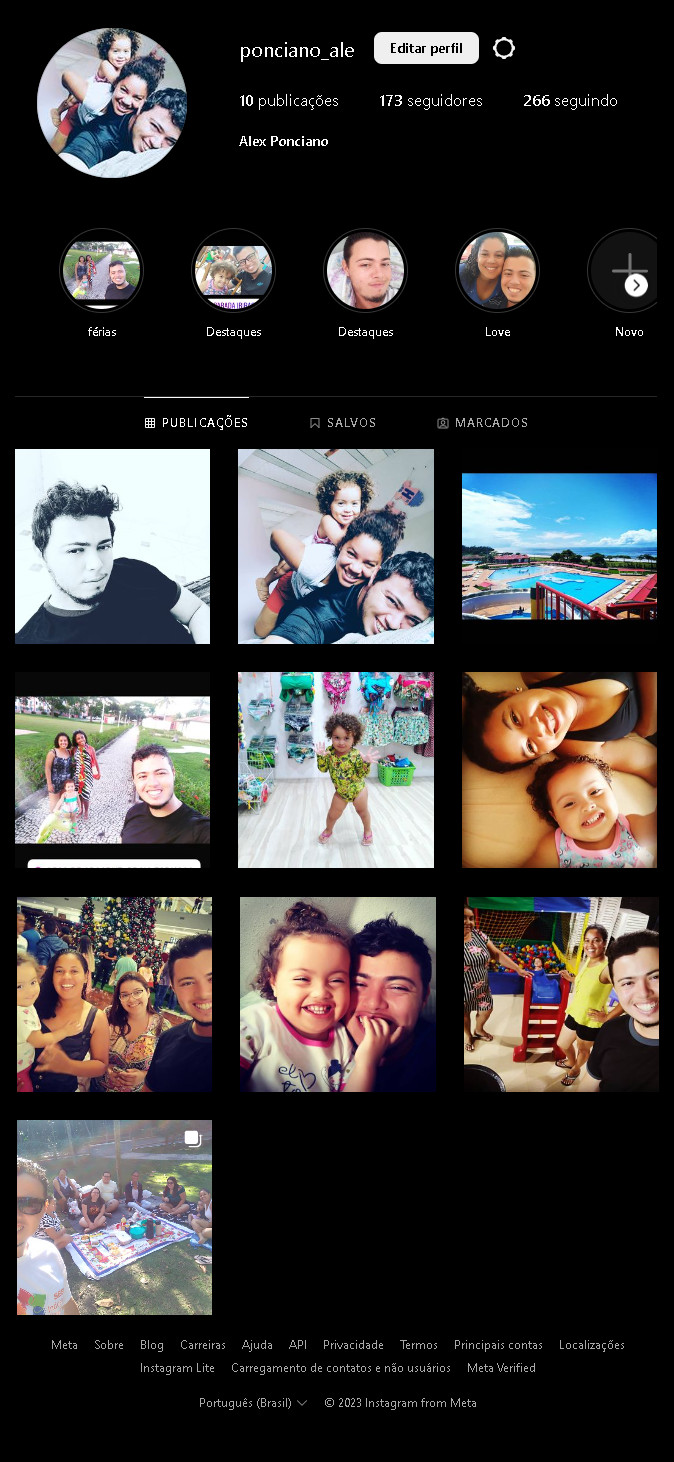 ponciano_ale Editar perfil
10 publicações 173 seguidores 266 seguindo
Alex Ponciano
férias Destaques Destaques Love Novo
PUBLICAÇÕES SALVOS MARCADOS
Meta Sobre Blog Carreiras Ajuda API Privacidade Termos Principais contas Localizações
Instagram Lite Carregamento de contatos e não usuários Meta Verified
Português (Brasil) © 2023 Instagram from Meta